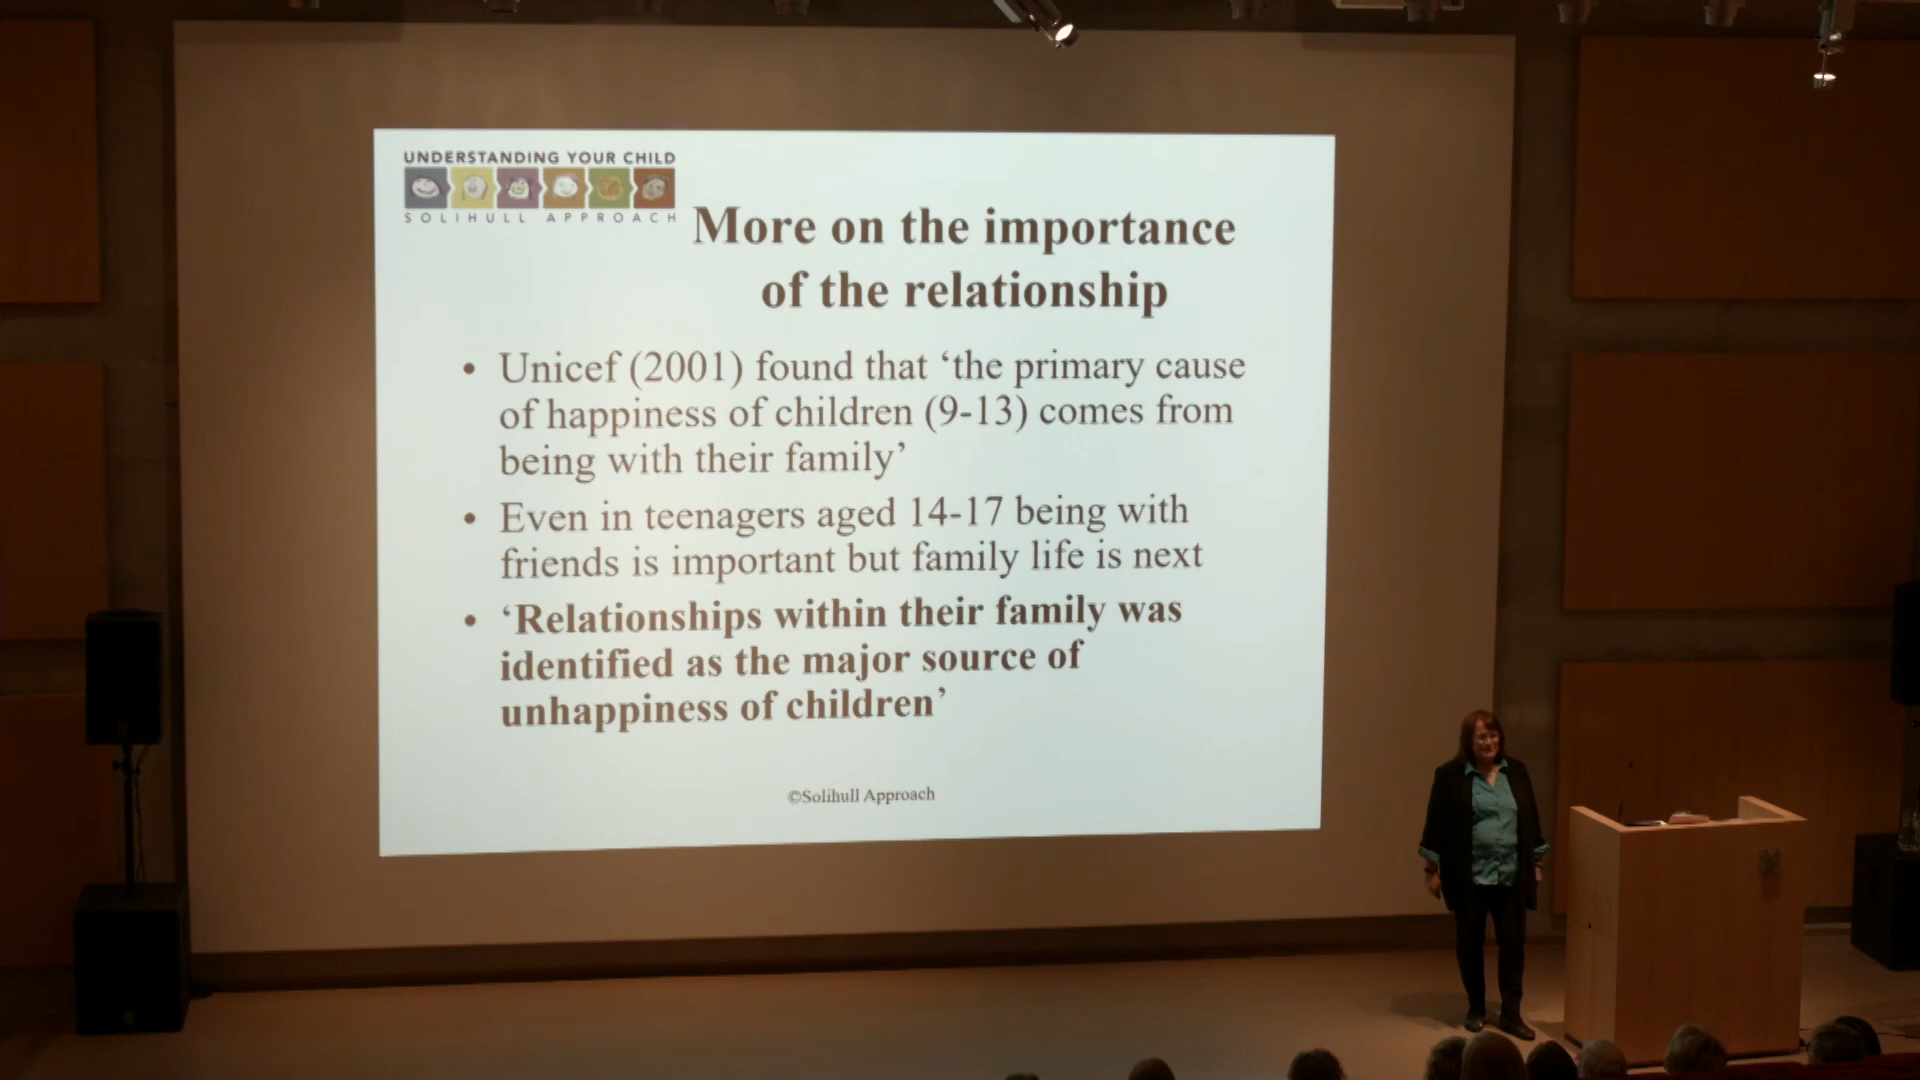 UNDERSTANDING YOUR CHILD
SOLIHULL APPROACH
More on the importance
of the relationship
• Unicef (2001) found that ‘the primary cause
of happiness of children (9-13) comes from
being with their family’
• Even in teenagers aged 14-17 being with
friends is important but family life is next
• ‘Relationships within their family was
identified as the major source of
unhappiness of children’
©Solihull Approach